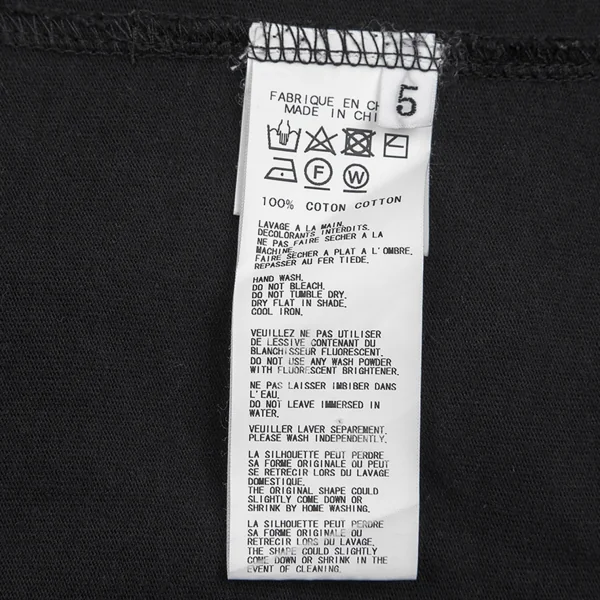 5
FABRIQUE EN
MADE IN
F W
100% COTON COTTON
LAVAGE A LA MAIN.
DECOLORANTS INTERDITS.
NE PAS FAIRE SECHER A LA
MACHINE.
FAIRE SECHER A PLAT A L'OMBRE.
REPASSER AU FER TIEDE.
HAND WASH.
DO NOT BLEACH.
DO NOT TUMBLE DRY.
DRY FLAT IN SHADE.
COOL IRON.
VEUILLEZ NE PAS UTILISER
DE LESSIVE CONTENANT DU
BLANCHISSEUR FLUORESCENT.
DO NOT USE ANY WASH POWDER
WITH FLUORESCENT BRIGHTENER.
NE PAS LAISSER IMBIBER DANS
L'EAU.
DO NOT LEAVE IMMERSED IN
WATER.
VEUILLER LAVER SEPAREMENT.
PLEASE WASH INDEPENDENTLY.
LA SILHOUETTE PEUT PERDRE
SA FORME ORIGINALE OU PEUT
SE RETRECIR LORS DU LAVAGE
DOMESTIQUE.
THE ORIGINAL SHAPE COULD
SLIGHTLY COME DOWN OR
SHRINK BY HOME WASHING.
LA SILHOUETTE PEUT PERDRE
SA FORME ORIGINALE OU
RETRECIR LORS DU LAVAGE.
THE SHAPE COULD SLIGHTLY
COME DOWN OR SHRINK IN THE
EVENT OF CLEANING.